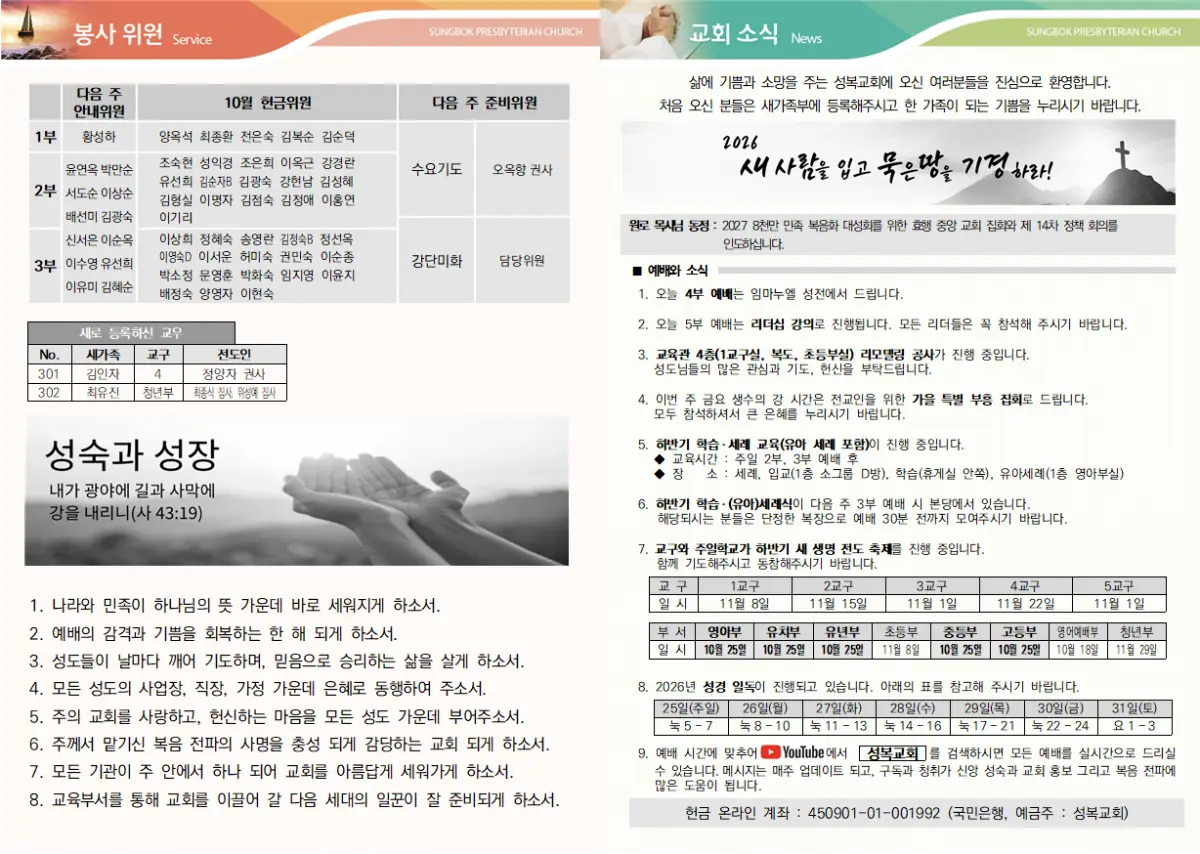 봉사 위원 Service
SUNGBOK PRESBYTERIAN CHURCH
다음 주 안내위원
10월 헌금위원
다음 주 준비위원
1부
황성하
양옥석 최종환 전은숙 김복순 김순덕
2부
윤연옥 박만순
서도순 이상순
배선미 김광숙
조숙현 성익경 조은희 이옥근 강경란
유선희 김순자B 김광숙 강현남 김성혜
김형실 이명자 김점숙 김정애 이홍연
이기리
3부
신서은 이순옥
이수영 유선희
이유미 김혜순
이상희 정혜숙 송영란 김정숙B 정선옥
이영숙D 이서운 허미숙 권민숙 이순종
박소정 문영훈 박화숙 임지영 이윤지
배정숙 양영자 이현숙
수요기도
오옥향 권사
강단미화
담당위원
새로 등록하신 교우
No. 새가족 교구 전도인
301 김인자 4 정양자 권사
302 최유진 청년부 최종식 집사, 위성예 집사
성숙과 성장
내가 광야에 길과 사막에
강을 내리니(사 43:19)
1. 나라와 민족이 하나님의 뜻 가운데 바로 세워지게 하소서.
2. 예배의 감격과 기쁨을 회복하는 한 해 되게 하소서.
3. 성도들이 날마다 깨어 기도하며, 믿음으로 승리하는 삶을 살게 하소서.
4. 모든 성도의 사업장, 직장, 가정 가운데 은혜로 동행하여 주소서.
5. 주의 교회를 사랑하고, 헌신하는 마음을 모든 성도 가운데 부어주소서.
6. 주께서 맡기신 복음 전파의 사명을 충성 되게 감당하는 교회 되게 하소서.
7. 모든 기관이 주 안에서 하나 되어 교회를 아름답게 세워가게 하소서.
8. 교육부서를 통해 교회를 이끌어 갈 다음 세대의 일꾼이 잘 준비되게 하소서.
교회 소식 News
SUNGBOK PRESBYTERIAN CHURCH
삶에 기쁨과 소망을 주는 성복교회에 오신 여러분들을 진심으로 환영합니다.
처음 오신 분들은 새가족부에 등록해주시고 한 가족이 되는 기쁨을 누리시기 바랍니다.
2026
새 사람을 입고 묵은땅을 기경하라!
원로 목사님 동정 : 2027 8천만 민족 복음화 대성회를 위한 효행 중앙 교회 집회와 제 14차 정책 회의를
인도하십니다.
■ 예배와 소식
1. 오늘 4부 예배는 임마누엘 성전에서 드립니다.
2. 오늘 5부 예배는 리더십 강의로 진행됩니다. 모든 리더들은 꼭 참석해 주시기 바랍니다.
3. 교육관 4층(1교구실, 복도, 초등부실) 리모델링 공사가 진행 중입니다.
성도님들의 많은 관심과 기도, 헌신을 부탁드립니다.
4. 이번 주 금요 생수의 강 시간은 전교인을 위한 가을 특별 부흥 집회로 드립니다.
모두 참석하셔서 큰 은혜를 누리시기 바랍니다.
5. 하반기 학습·세례 교육(유아 세례 포함)이 진행 중입니다.
◆ 교육시간 : 주일 2부, 3부 예배 후
◆ 장 소 : 세례, 입교(1층 소그룹 D방), 학습(휴게실 안쪽), 유아세례(1층 영아부실)
6. 하반기 학습·(유아)세례식이 다음 주 3부 예배 시 본당에서 있습니다.
해당되시는 분들은 단정한 복장으로 예배 30분 전까지 모여주시기 바랍니다.
7. 교구와 주일학교가 하반기 새 생명 전도 축제를 진행 중입니다.
함께 기도해주시고 동참해주시기 바랍니다.
교 구 1교구 2교구 3교구 4교구 5교구
일 시 11월 8일 11월 15일 11월 1일 11월 22일 11월 1일
부 서 영아부 유치부 유년부 초등부 중등부 고등부 영어예배부 청년부
일 시 10월 25일 10월 25일 10월 25일 11월 8일 10월 25일 10월 25일 10월 18일 11월 29일
8. 2026년 성경 일독이 진행되고 있습니다. 아래의 표를 참고해 주시기 바랍니다.
25일(주일) 26일(월) 27일(화) 28일(수) 29일(목) 30일(금) 31일(토)
눅 5-7 눅 8-10 눅 11-13 눅 14-16 눅 17-21 눅 22-24 요 1-3
9. 예배 시간에 맞추어 YouTube에서 성복교회 를 검색하시면 모든 예배를 실시간으로 드리실
수 있습니다. 메시지는 매주 업데이트 되고, 구독과 청취가 신앙 성숙과 교회 홍보 그리고 복음 전파에
많은 도움이 됩니다.
헌금 온라인 계좌 : 450901-01-001992 (국민은행, 예금주 : 성복교회)